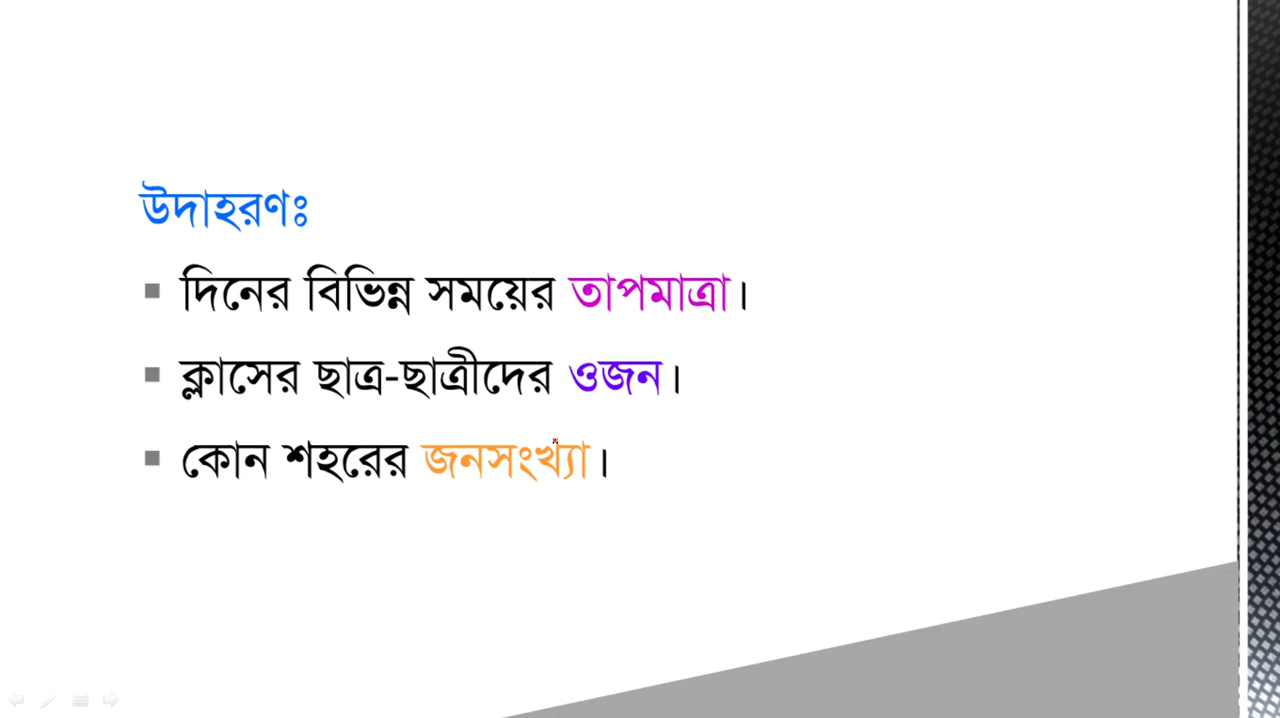 উদাহরণঃ
▪ দিনের বিভিন্ন সময়ের তাপমাত্রা।
▪ ক্লাসের ছাত্র-ছাত্রীদের ওজন।
▪ কোন শহরের জনসংখ্যা।